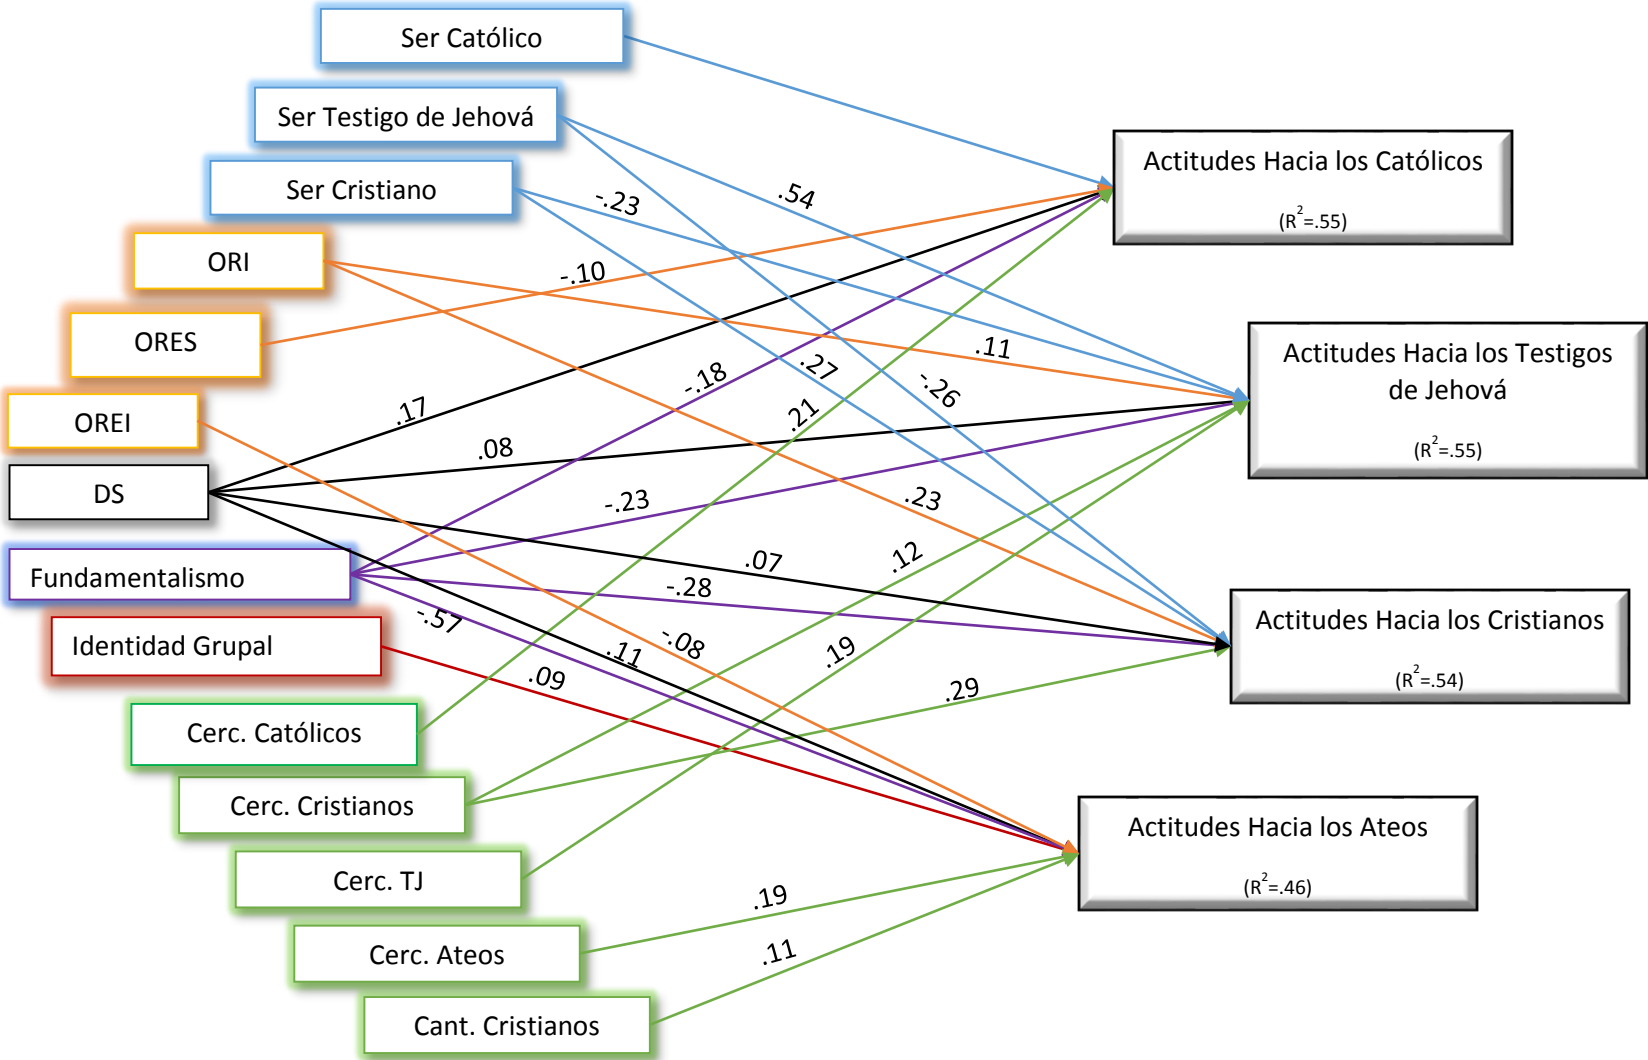 Ser Católico
Ser Testigo de Jehová
Ser Cristiano
ORI
ORES
OREI
DS
Fundamentalismo
Identidad Grupal
Cerc. Católicos
Cerc. Cristianos
Cerc. TJ
Cerc. Ateos
Cant. Cristianos
-.23
.54
-.10
.11
.17
-.18
.27
-.26
.21
.08
-.23
.23
.12
.07
-.28
-.57
.11
-.08
.09
.19
.29
.19
.11
Actitudes Hacia los Católicos
(R²=.55)
Actitudes Hacia los Testigos
de Jehová
(R²=.55)
Actitudes Hacia los Cristianos
(R²=.54)
Actitudes Hacia los Ateos
(R²=.46)